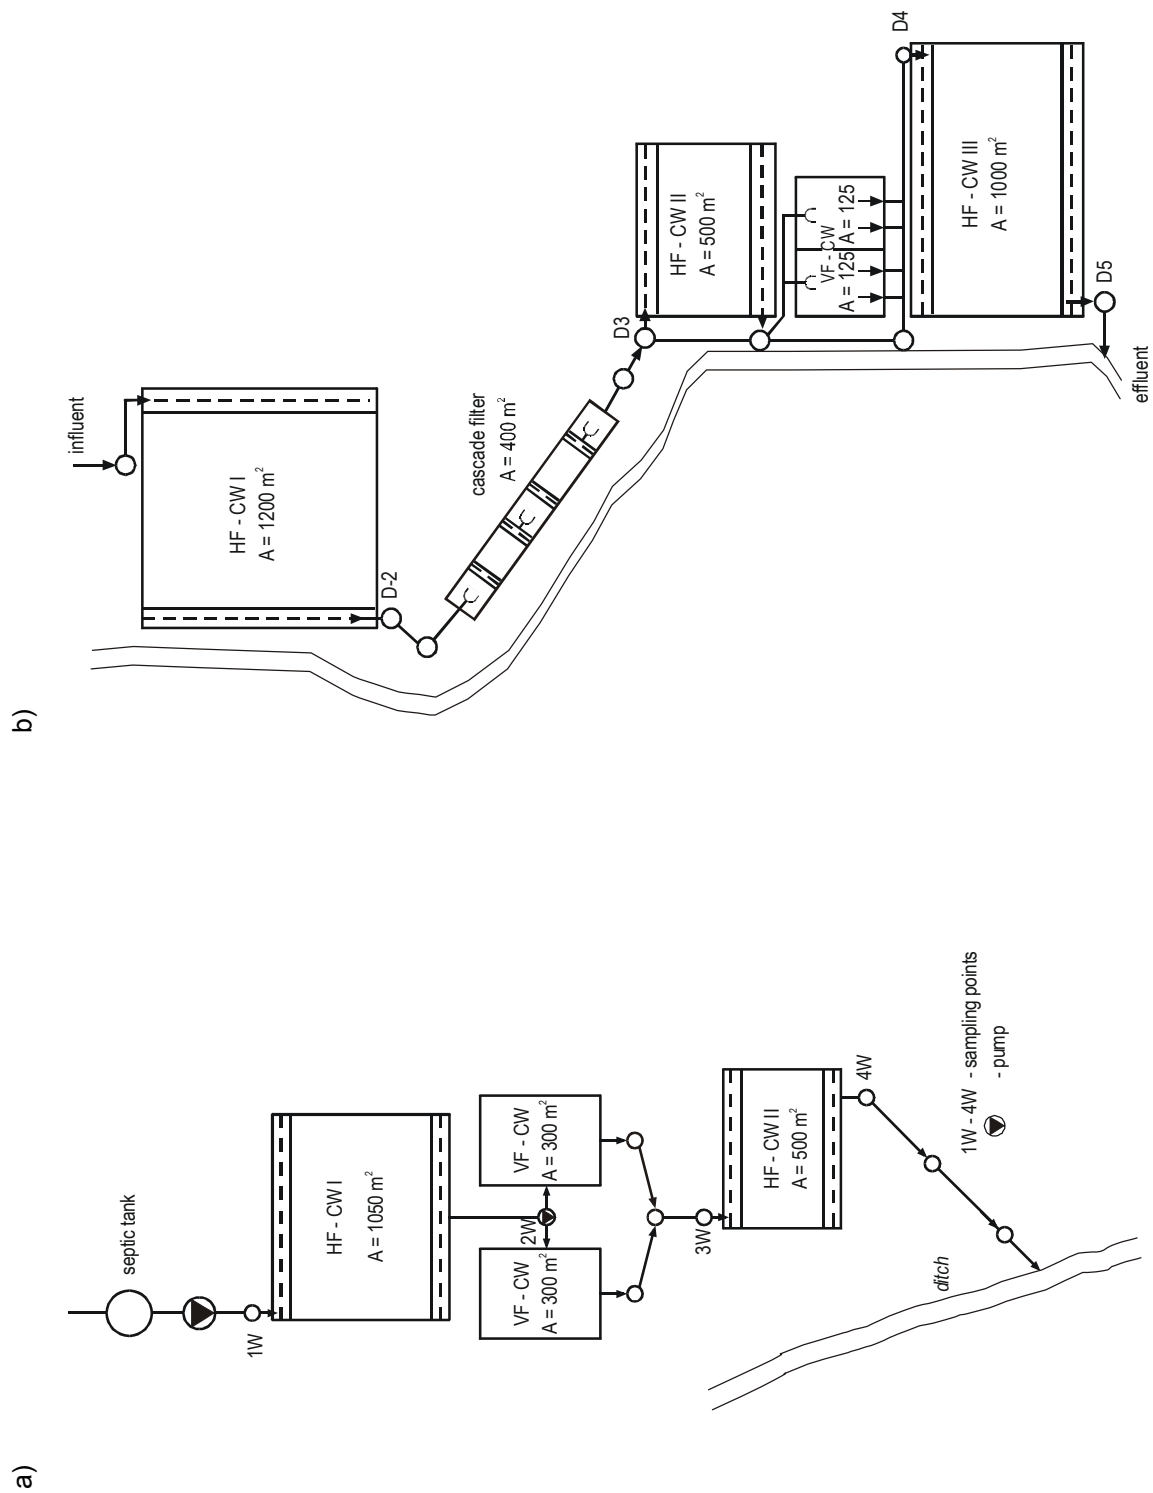 a)
septic tank
1W
HF - CW I
A = 1050 m²
2W
VF - CW
A = 300 m²
VF - CW
A = 300 m²
3W
HF - CW II
A = 500 m²
4W
ditch
1W - 4W - sampling points
- pump
b)
influent
HF - CW I
A = 1200 m²
D-2
cascade filter
A = 400 m²
D3
HF - CW II
A = 500 m²
VF - CW
A = 125
A = 125
D4
HF - CW III
A = 1000 m²
D5
effluent